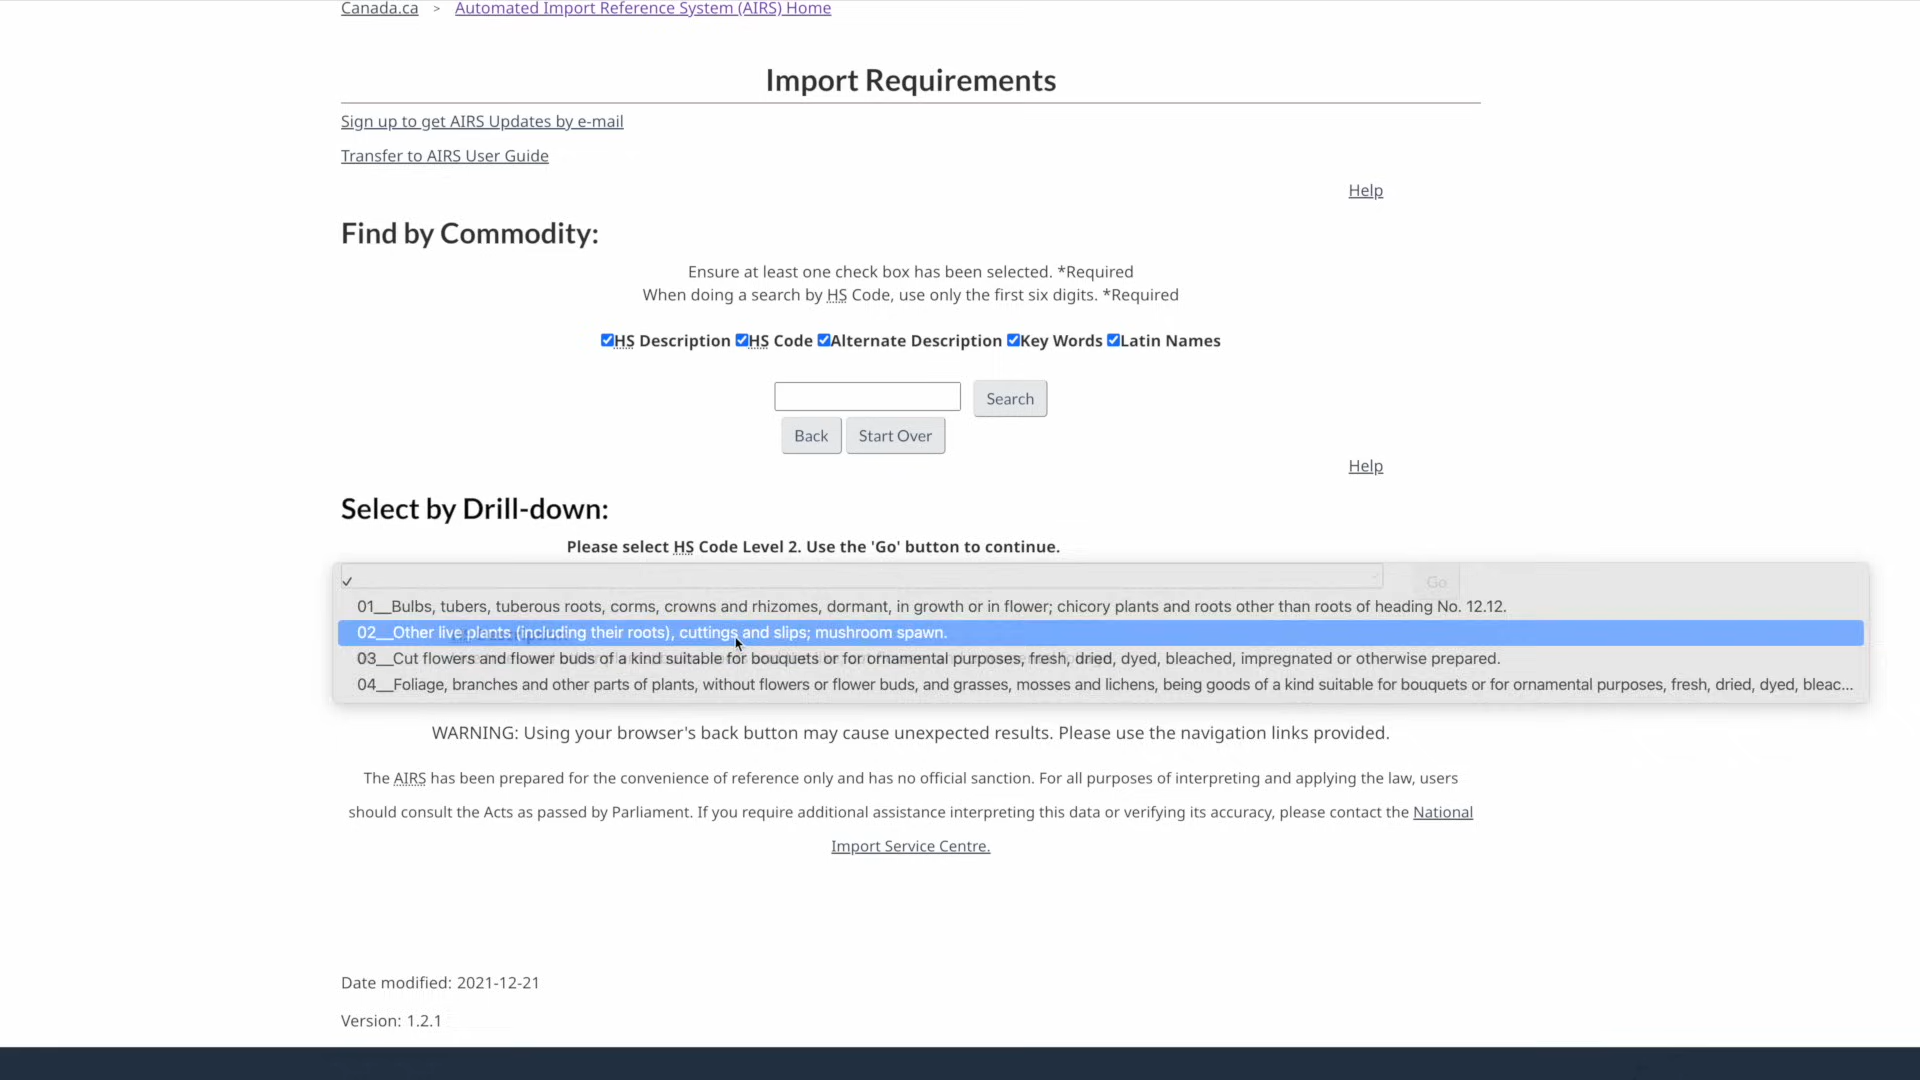 Canada.ca > Automated Import Reference System (AIRS) Home
Import Requirements
Sign up to get AIRS Updates by e-mail
Transfer to AIRS User Guide
Help
Find by Commodity:
Ensure at least one check box has been selected. *Required
When doing a search by HS Code, use only the first six digits. *Required
HS Description HS Code Alternate Description Key Words Latin Names
Search
Back Start Over
Help
Select by Drill-down:
Please select HS Code Level 2. Use the 'Go' button to continue.
Go
01__Bulbs, tubers, tuberous roots, corms, crowns and rhizomes, dormant, in growth or in flower; chicory plants and roots other than roots of heading No. 12.12.
02__Other live plants (including their roots), cuttings and slips; mushroom spawn.
03__Cut flowers and flower buds of a kind suitable for bouquets or for ornamental purposes, fresh, dried, dyed, bleached, impregnated or otherwise prepared.
04__Foliage, branches and other parts of plants, without flowers or flower buds, and grasses, mosses and lichens, being goods of a kind suitable for bouquets or for ornamental purposes, fresh, dried, dyed, bleac...
WARNING: Using your browser's back button may cause unexpected results. Please use the navigation links provided.
The AIRS has been prepared for the convenience of reference only and has no official sanction. For all purposes of interpreting and applying the law, users
should consult the Acts as passed by Parliament. If you require additional assistance interpreting this data or verifying its accuracy, please contact the National
Import Service Centre.
Date modified: 2021-12-21
Version: 1.2.1